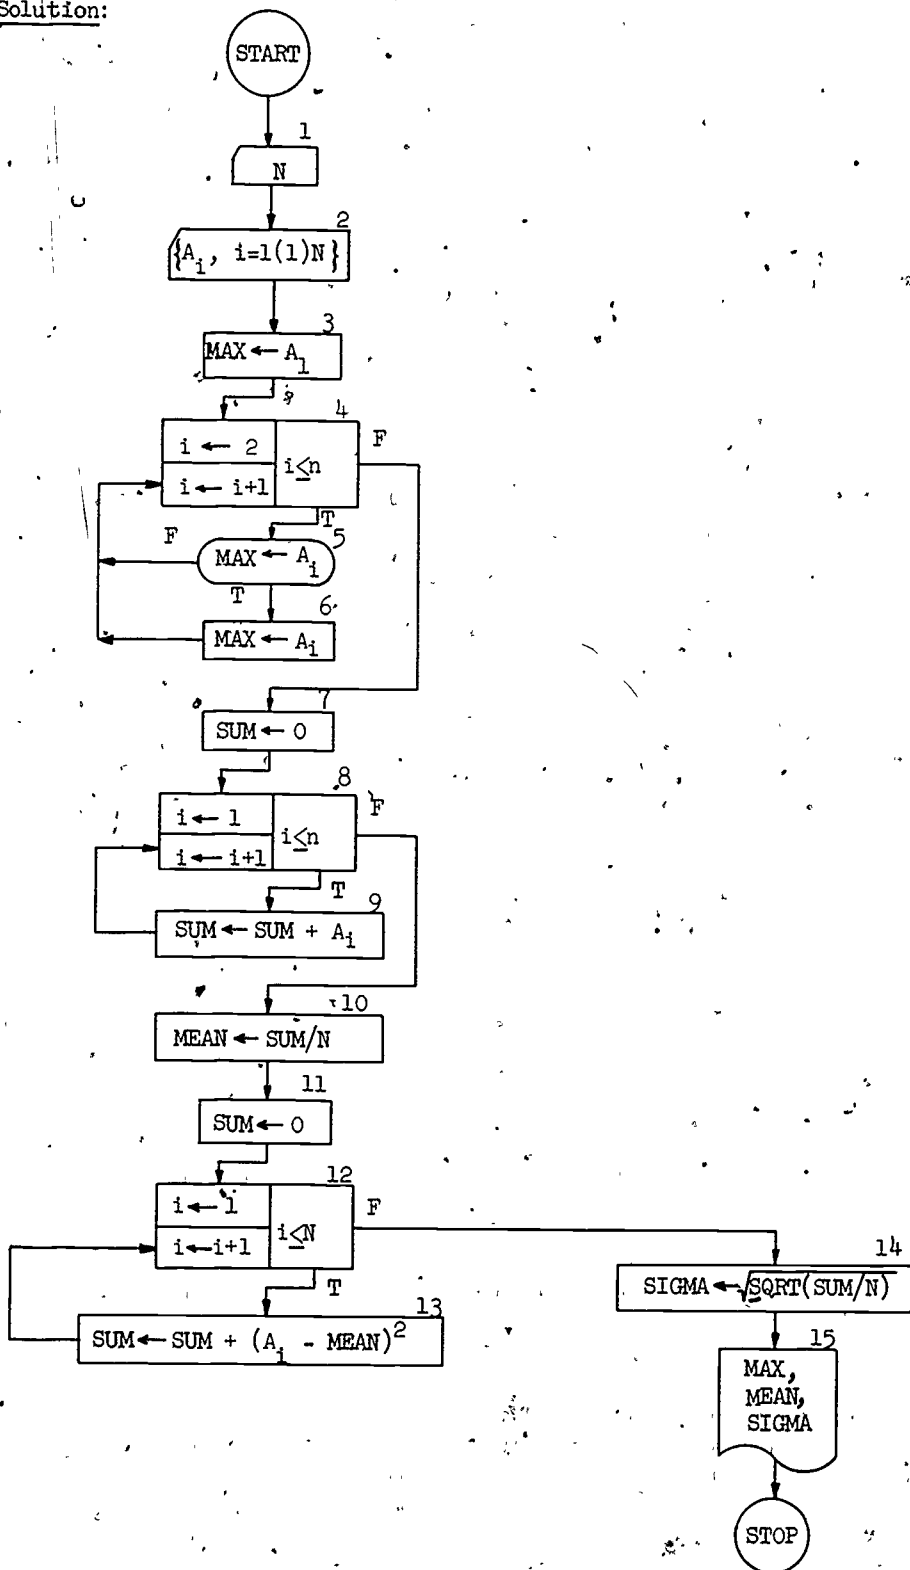 Solution:
START
1
N
2
{A_i, i=1(1)N}
3
MAX ← A_1
4
i ← 2
i ≤ n
F
i ← i+1
T
5
F
MAX ← A_i
T
6
MAX ← A_i
7
SUM ← 0
8
i ← 1
i ≤ n
F
i ← i+1
T
9
SUM ← SUM + A_i
10
MEAN ← SUM/N
11
SUM ← 0
12
i ← 1
i ≤ N
F
i ← i+1
T
13
SUM ← SUM + (A_i - MEAN)²
14
SIGMA ← √SQRT(SUM/N)
15
MAX,
MEAN,
SIGMA
STOP